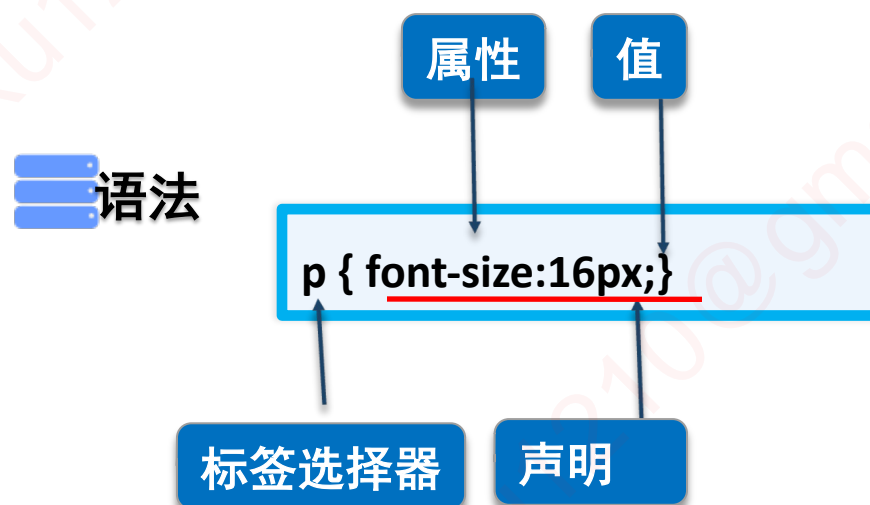 属性 值
语法
p { font-size:16px;}
标签选择器 声明